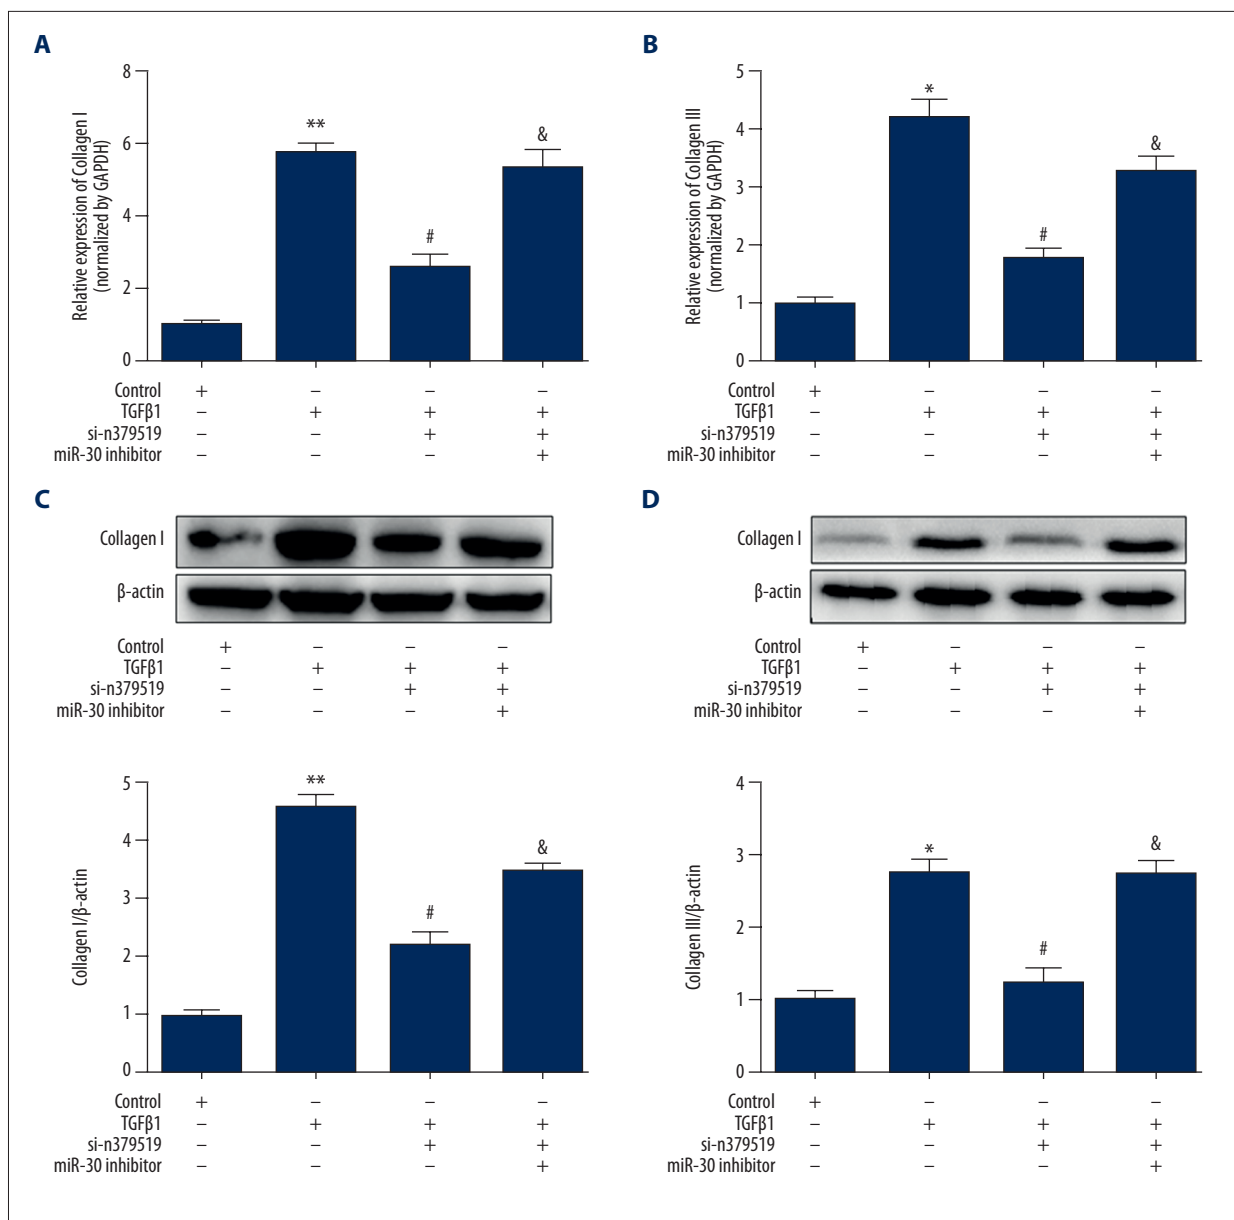 A
Relative expression of Collagen I
(normalized by GAPDH)
8
6
4
2
0
**
#
&
Control + – – –
TGFβ1 – + + +
si-n379519 – – + +
miR-30 inhibitor – – – +
B
Relative expression of Collagen III
(normalized by GAPDH)
5
4
3
2
1
0
*
#
&
Control + – – –
TGFβ1 – + + +
si-n379519 – – + +
miR-30 inhibitor – – – +
C
Collagen I
β-actin
Control + – – –
TGFβ1 – + + +
si-n379519 – – + +
miR-30 inhibitor – – – +
Collagen I/β-actin
5
4
3
2
1
0
**
#
&
Control + – – –
TGFβ1 – + + +
si-n379519 – – + +
miR-30 inhibitor – – – +
D
Collagen I
β-actin
Control + – – –
TGFβ1 – + + +
si-n379519 – – + +
miR-30 inhibitor – – – +
Collagen III/β-actin
4
3
2
1
0
*
#
&
Control + – – –
TGFβ1 – + + +
si-n379519 – – + +
miR-30 inhibitor – – – +